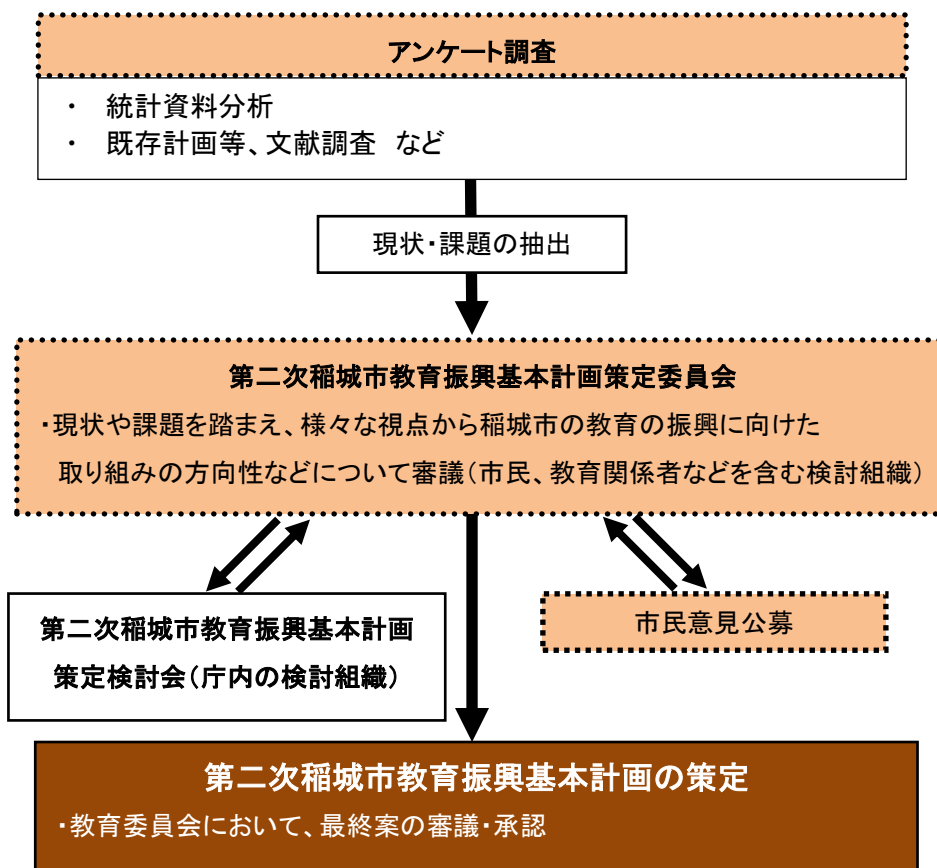 アンケート調査
・ 統計資料分析
・ 既存計画等、文献調査 など
現状・課題の抽出
第二次稲城市教育振興基本計画策定委員会
・現状や課題を踏まえ、様々な視点から稲城市の教育の振興に向けた
取り組みの方向性などについて審議(市民、教育関係者などを含む検討組織)
第二次稲城市教育振興基本計画
策定検討会(庁内の検討組織)
市民意見公募
第二次稲城市教育振興基本計画の策定
・教育委員会において、最終案の審議・承認